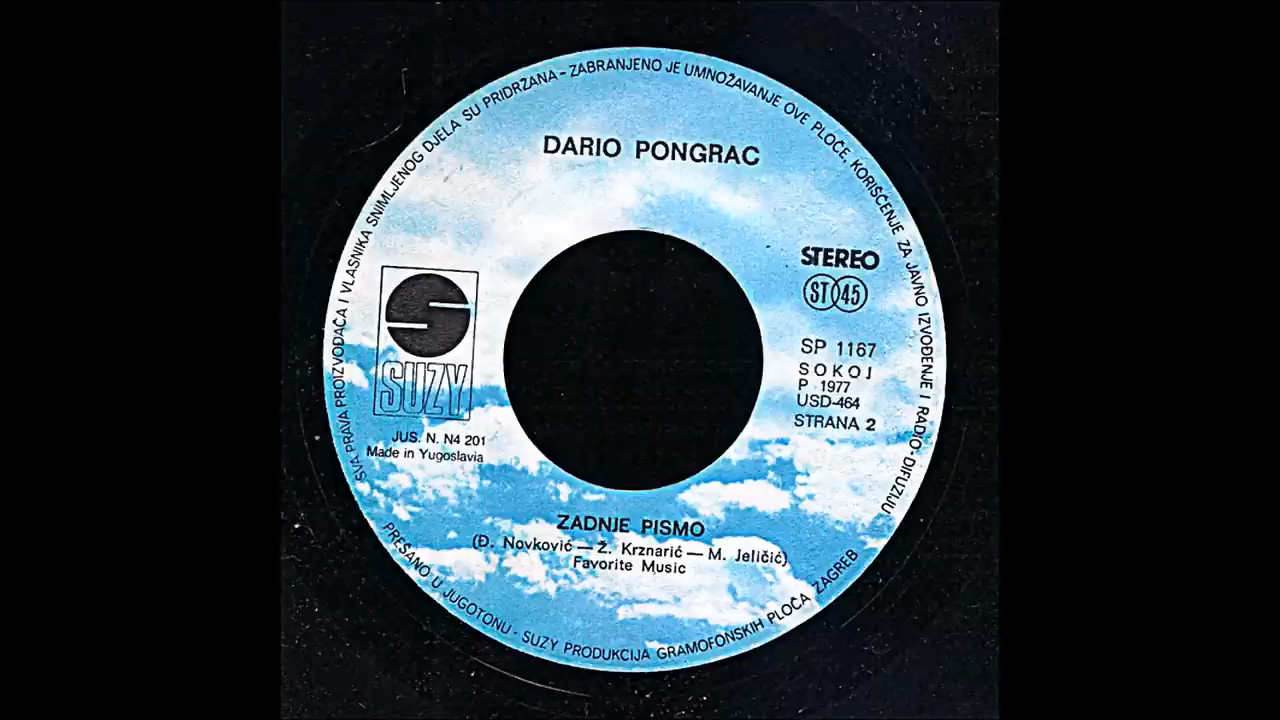 SVA PRAVA PROIZVOĐAČA I VLASNIKA SNIMLJENOG DJELA SU PRIDRŽANA - ZABRANJENO JE UMNOŽAVANJE OVE PLOČE, KORIŠĆENJE ZA JAVNO IZVOĐENJE I RADIO-DIFUZIJU
DARIO PONGRAC
STEREO
ST 45
S
SUZY
SP 1167
SOKOJ
P 1977
USD-464
STRANA 2
JUS. N. N4 201
Made in Yugoslavia
ZADNJE PISMO
(Đ. Novković — Ž. Krznarić — M. Jeličić)
Favorite Music
PREŠANO U JUGOTONU - SUZY PRODUKCIJA GRAMOFONSKIH PLOČA ZAGREB